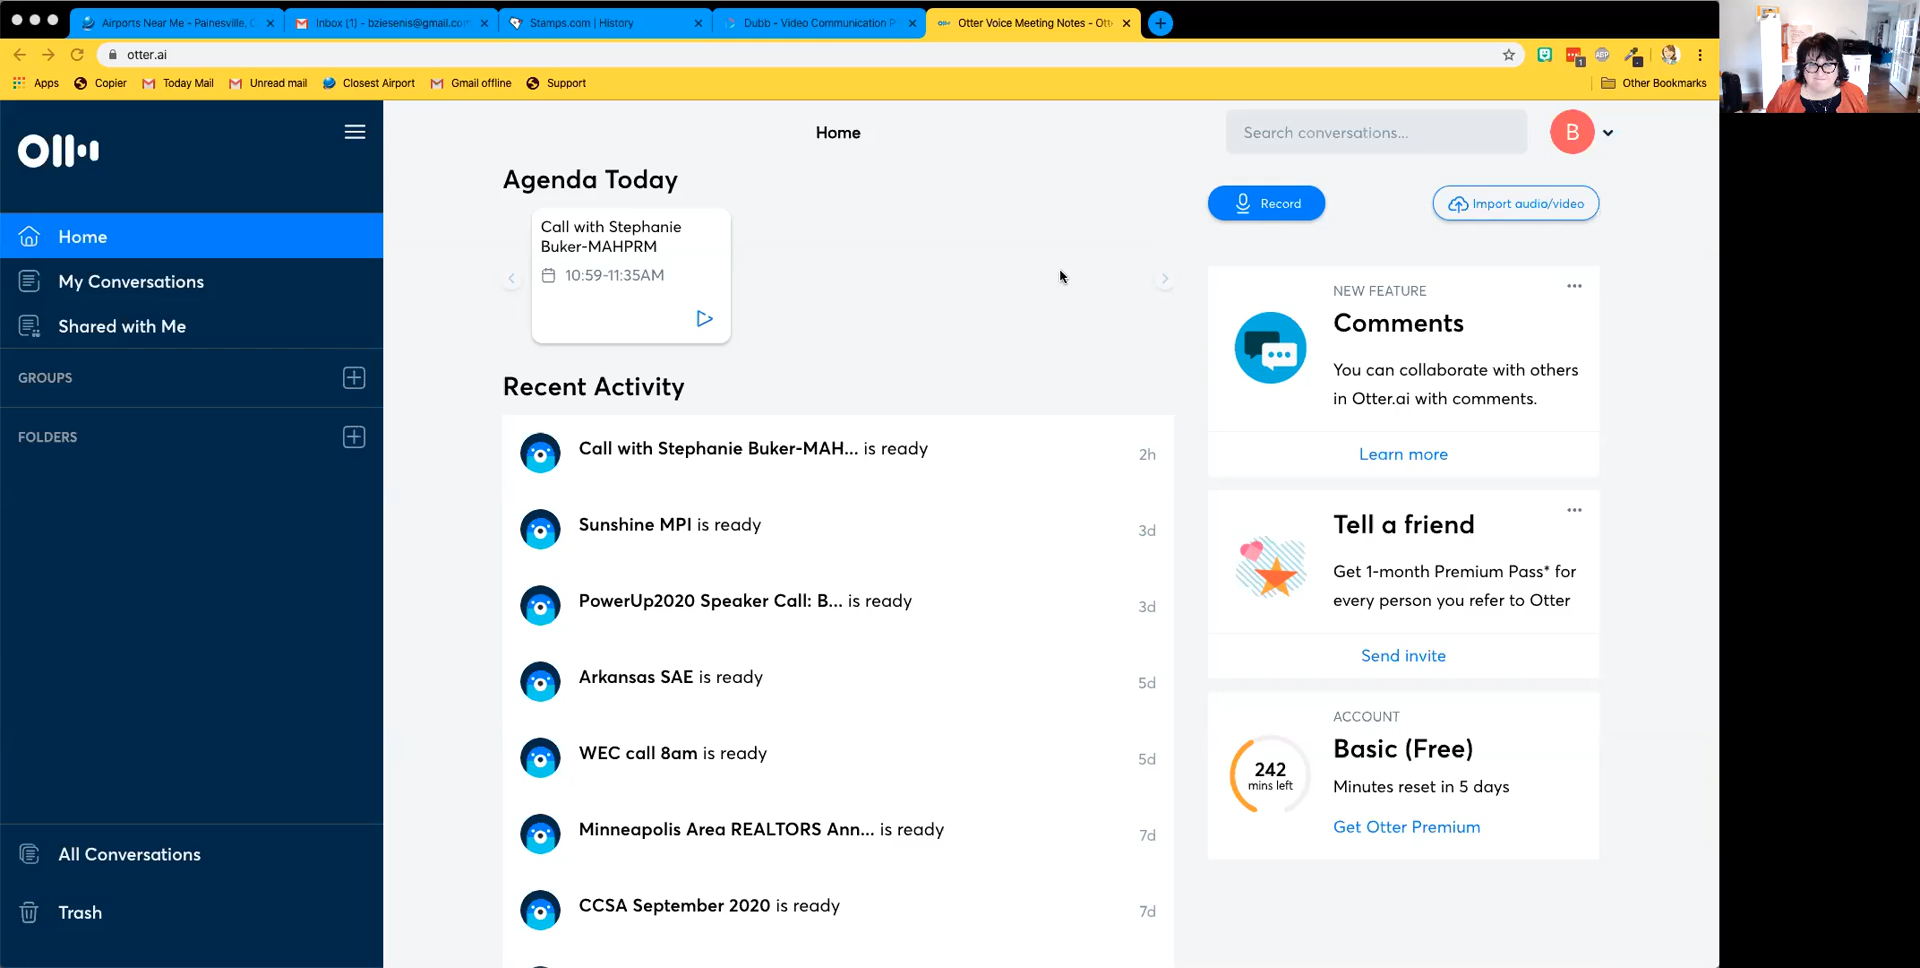 Airports Near Me - Painesville, O
Inbox (1) - bziesenis@gmail.com
Stamps.com | History
Dubb - Video Communication P
Otter Voice Meeting Notes - Ott
otter.ai
Apps
Copier
Today Mail
Unread mail
Closest Airport
Gmail offline
Support
Other Bookmarks
Home
My Conversations
Shared with Me
GROUPS
FOLDERS
All Conversations
Trash
Home
Search conversations...
B
Agenda Today
Call with Stephanie
Buker-MAHPRM
10:59-11:35AM
Recent Activity
Call with Stephanie Buker-MAH... is ready
2h
Sunshine MPI is ready
3d
PowerUp2020 Speaker Call: B... is ready
3d
Arkansas SAE is ready
5d
WEC call 8am is ready
5d
Minneapolis Area REALTORS Ann... is ready
7d
CCSA September 2020 is ready
7d
Record
Import audio/video
NEW FEATURE
Comments
You can collaborate with others
in Otter.ai with comments.
Learn more
Tell a friend
Get 1-month Premium Pass* for
every person you refer to Otter
Send invite
ACCOUNT
Basic (Free)
242
mins left
Minutes reset in 5 days
Get Otter Premium